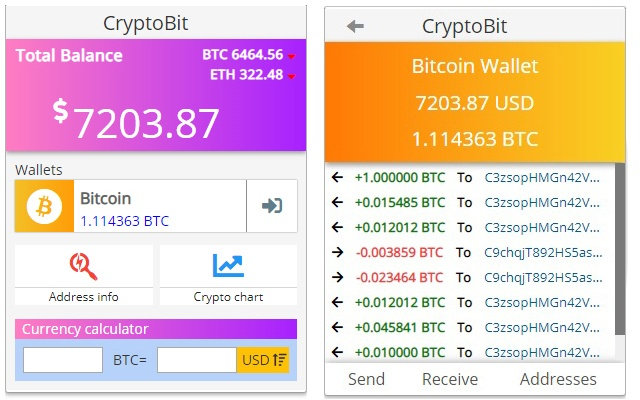 CryptoBit
Total Balance
BTC 6464.56
ETH 322.48
$7203.87
Wallets
Bitcoin
1.114363 BTC
Address info
Crypto chart
Currency calculator
BTC=
USD
CryptoBit
Bitcoin Wallet
7203.87 USD
1.114363 BTC
+1.000000 BTC To C3zsopHMGn42V...
+0.015485 BTC To C3zsopHMGn42V...
+0.012012 BTC To C3zsopHMGn42V...
-0.003859 BTC To C9chqjT892HS5as...
-0.023464 BTC To C9chqjT892HS5as...
+0.012012 BTC To C3zsopHMGn42V...
+0.045841 BTC To C3zsopHMGn42V...
+0.010000 BTC To C3zsopHMGn42V...
Send Receive Addresses